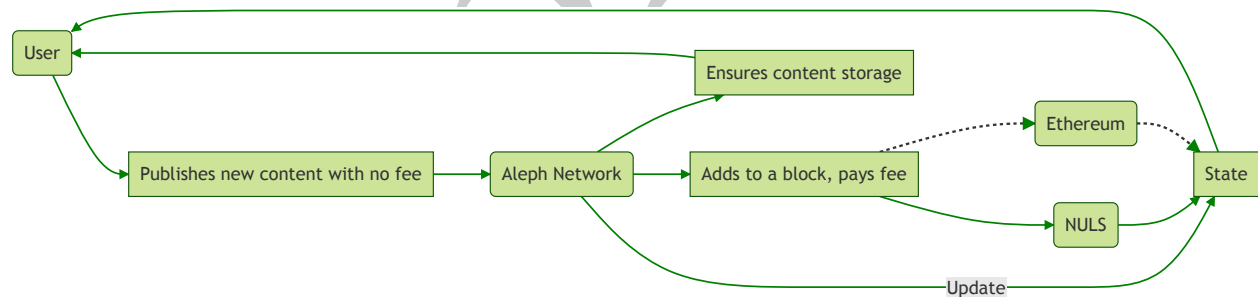 User
Ensures content storage
Ethereum
Publishes new content with no fee
Aleph Network
Adds to a block, pays fee
State
NULS
Update